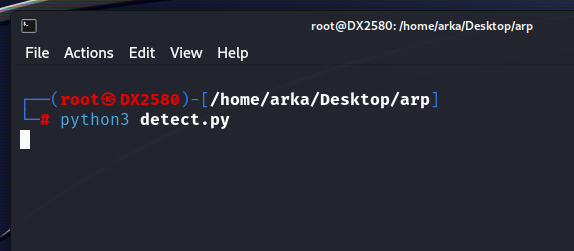 root@DX2580: /home/arka/Desktop/arp
File Actions Edit View Help
┌──(root㉿DX2580)-[/home/arka/Desktop/arp]
└─# python3 detect.py